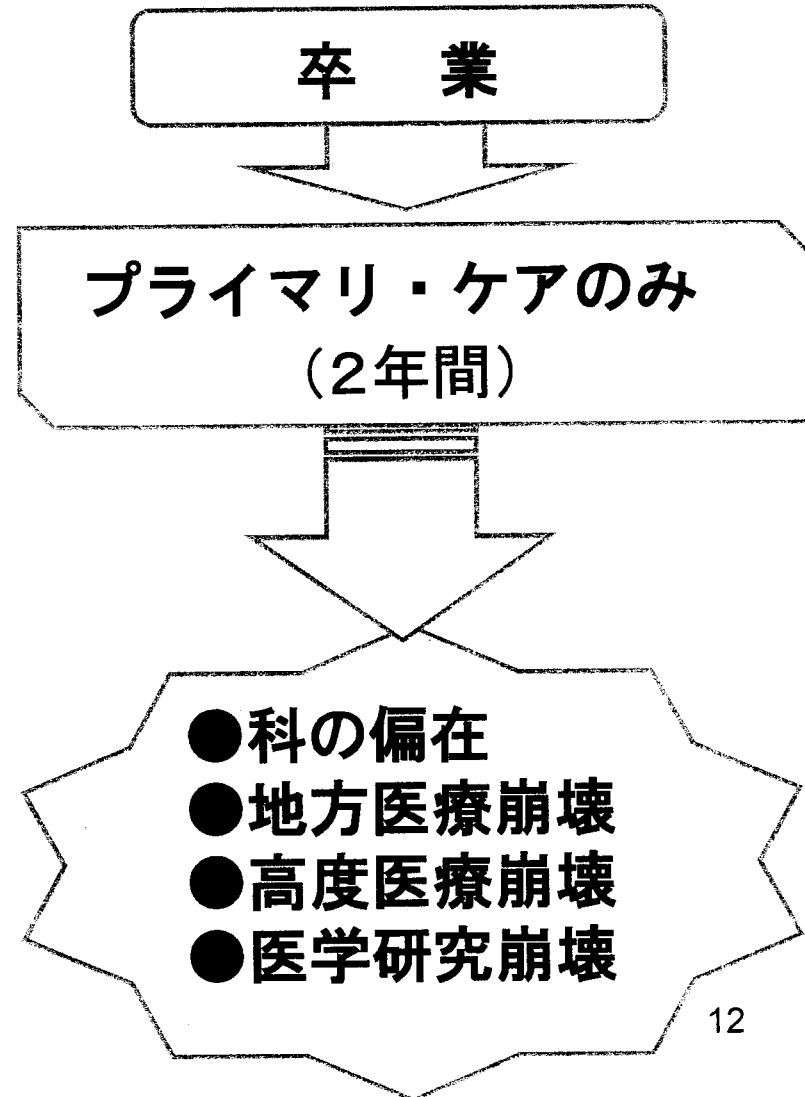 卒 業
プライマリ・ケアのみ
(2年間)
●科の偏在
●地方医療崩壊
●高度医療崩壊
●医学研究崩壊
12